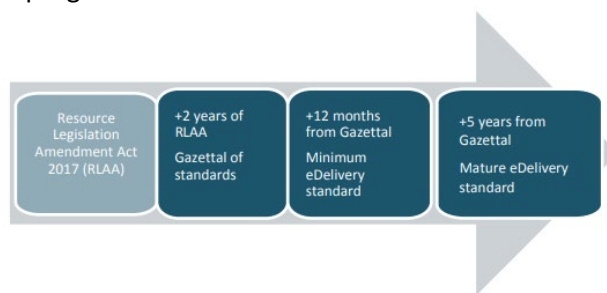 Resource
Legislation
Amendment Act
2017 (RLAA)
+2 years of
RLAA
Gazettal of
standards
+12 months
from Gazettal
Minimum
eDelivery
standard
+5 years from
Gazettal
Mature eDelivery
standard